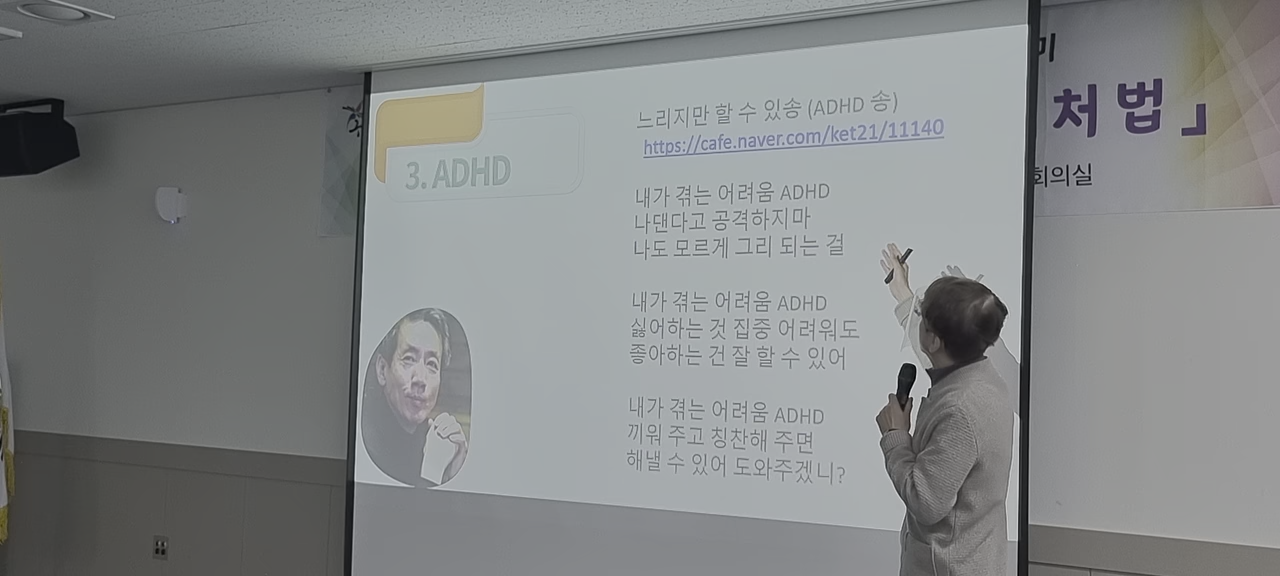 3. ADHD
느리지만 할 수 있송 (ADHD 송)
https://cafe.naver.com/ket21/11140
내가 겪는 어려움 ADHD
나댄다고 공격하지마
나도 모르게 그리 되는 걸
내가 겪는 어려움 ADHD
싫어하는 것 집중 어려워도
좋아하는 건 잘 할 수 있어
내가 겪는 어려움 ADHD
끼워 주고 칭찬해 주면
해낼 수 있어 도와주겠니?
미
처법」
회의실